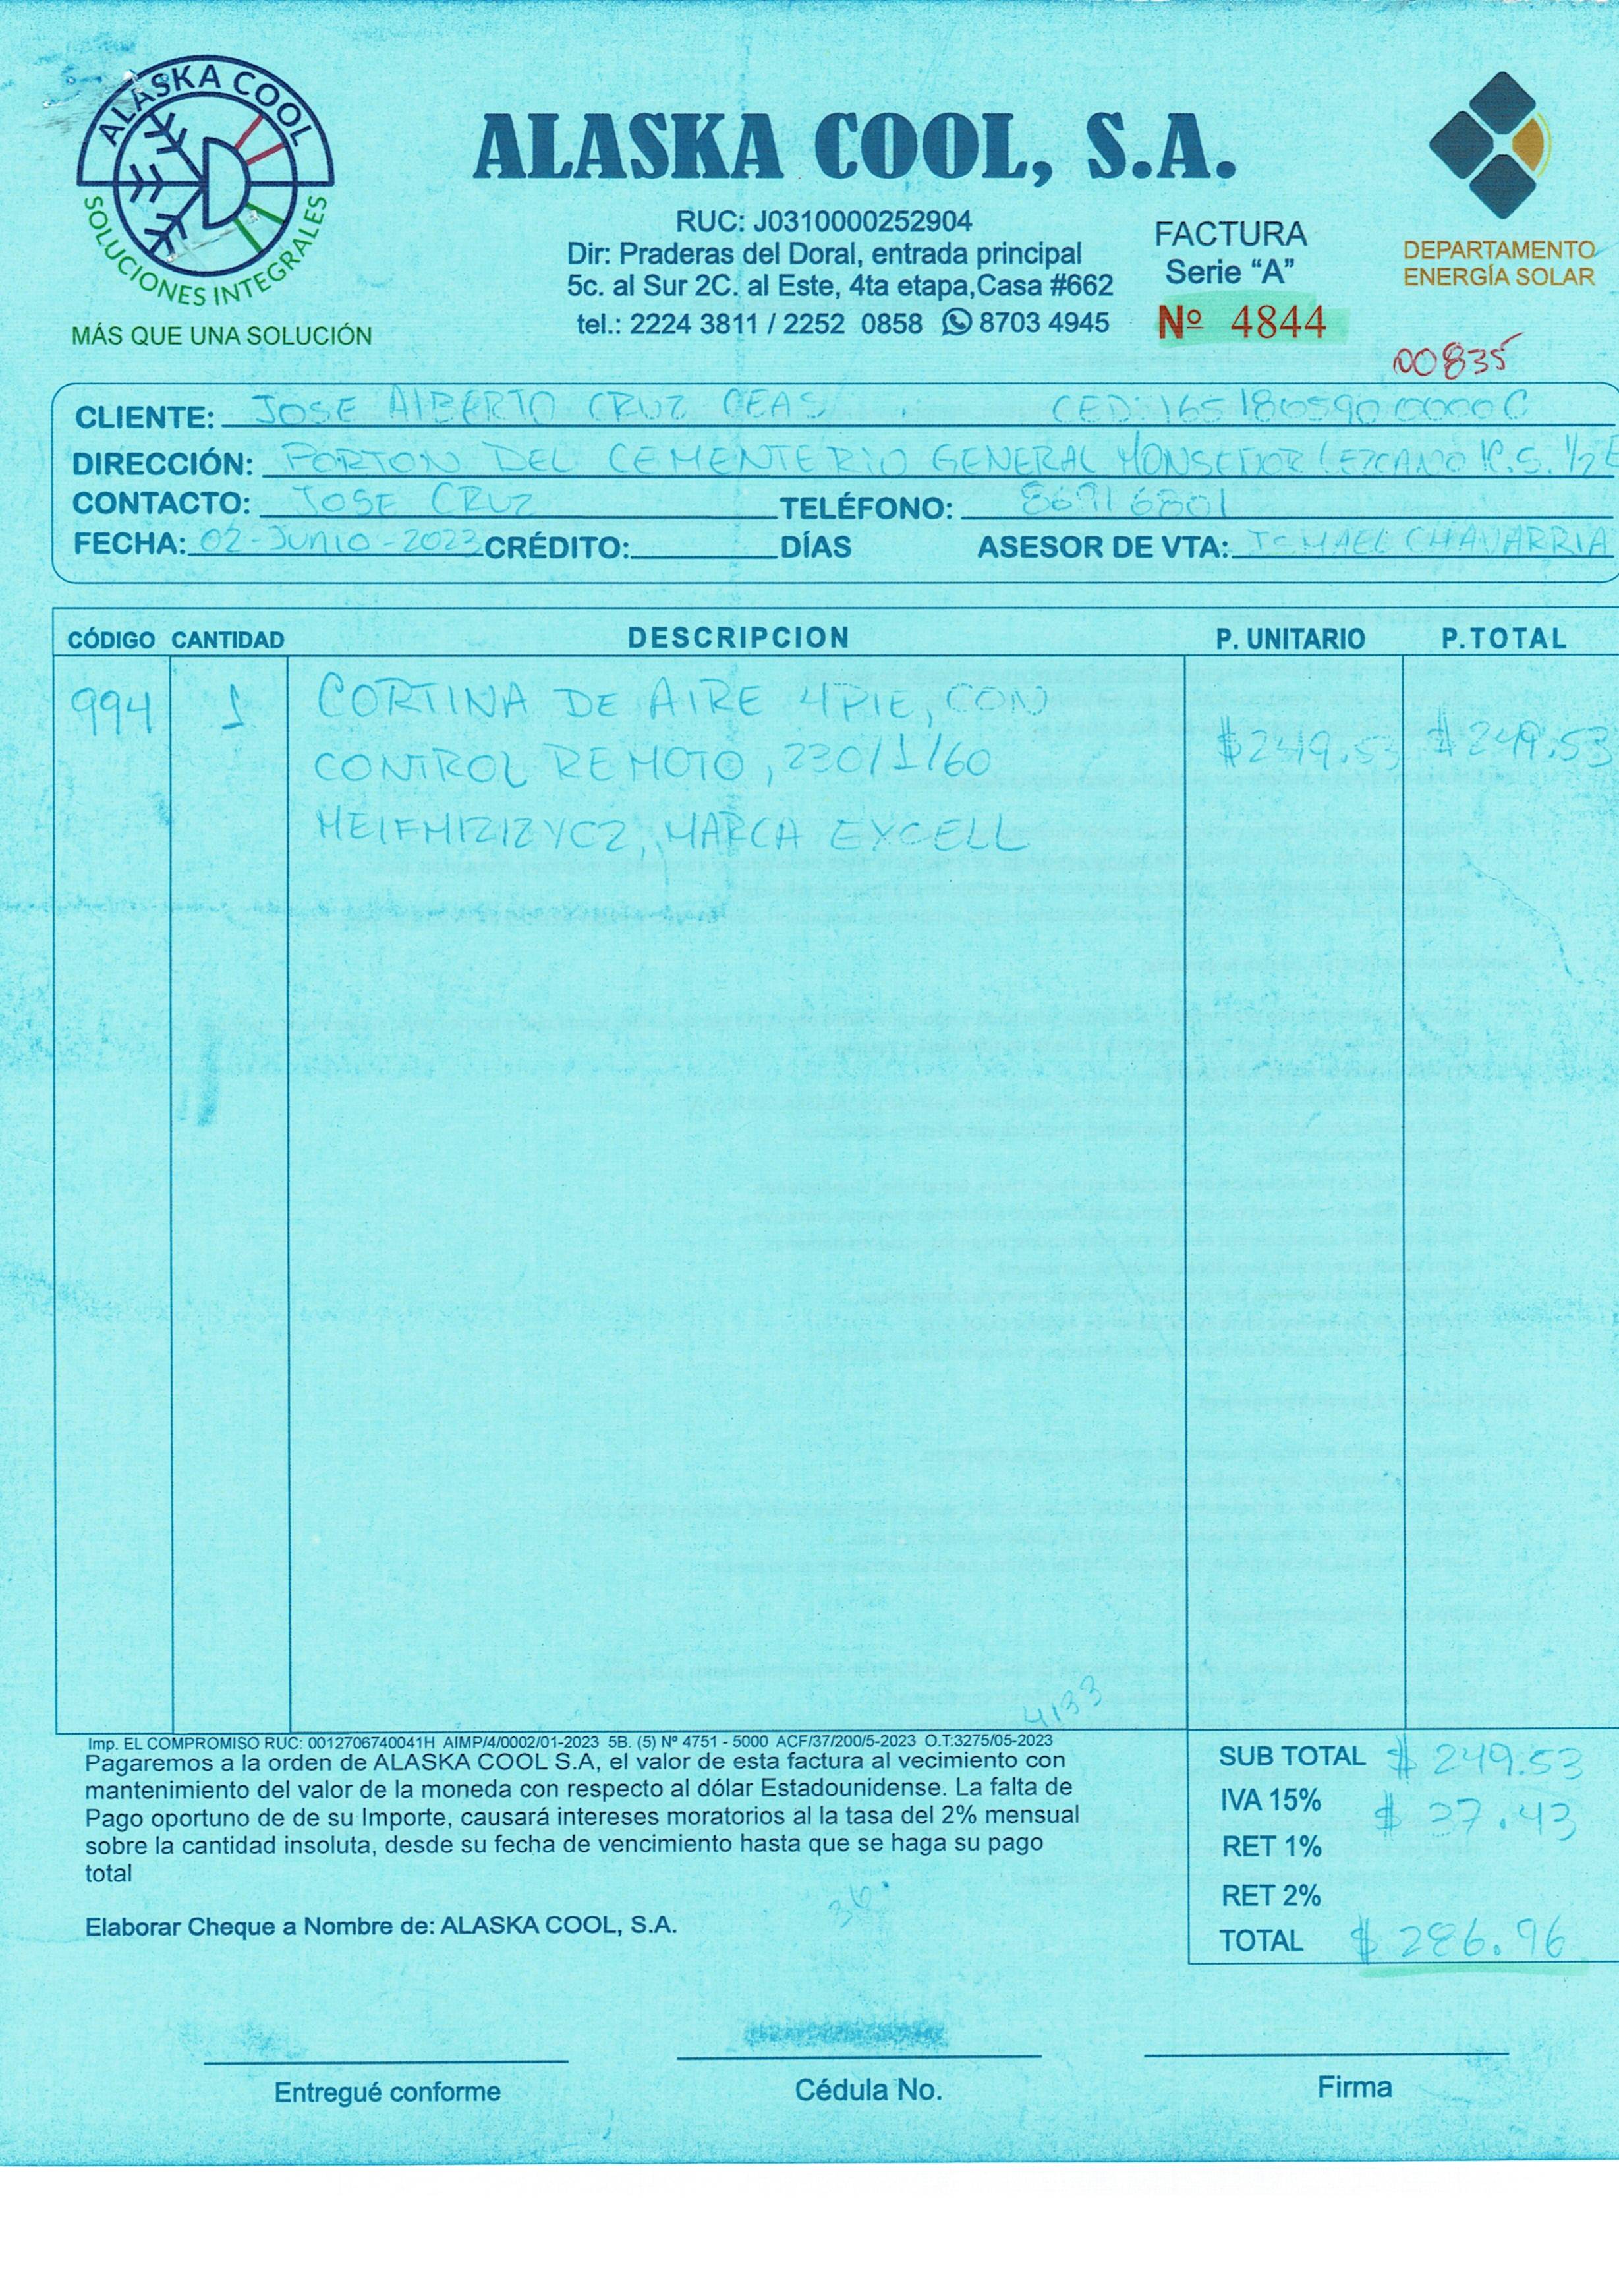 ALASKA COOL
SOLUCIONES INTEGRALES
MÁS QUE UNA SOLUCIÓN
ALASKA COOL, S.A.
RUC: J0310000252904
Dir: Praderas del Doral, entrada principal
5c. al Sur 2C. al Este, 4ta etapa,Casa #662
tel.: 2224 3811 / 2252 0858 8703 4945
FACTURA
Serie “A”
Nº 4844
DEPARTAMENTO
ENERGÍA SOLAR
00835
CLIENTE: JOSE AlBERTO CRUZ CEAS CED:
DIRECCIÓN: PORTON DEL CEMENTERIO GENERAL MONSEÑOR LEZCANO 1C.S. 1/2 E
CONTACTO: JOSE CRUZ TELÉFONO: 86916801
FECHA: 02-JUNIO-2023 CRÉDITO: DÍAS ASESOR DE VTA: ISMAEL CHAVARRIA
CÓDIGO CANTIDAD DESCRIPCION P. UNITARIO P.TOTAL
994 1 CORTINA DE AIRE 4PIE, CON
CONTROL REMOTO, 230/1/60 $249.53 $249.53
MARCA EXCELL
4133
Imp. EL COMPROMISO RUC: 0012706740041H AIMP/4/0002/01-2023 5B. (5) Nº 4751 - 5000 ACF/37/200/5-2023 O.T:3275/05-2023
Pagaremos a la orden de ALASKA COOL S.A, el valor de esta factura al vecimiento con
mantenimiento del valor de la moneda con respecto al dólar Estadounidense. La falta de
Pago oportuno de de su Importe, causará intereses moratorios al la tasa del 2% mensual
sobre la cantidad insoluta, desde su fecha de vencimiento hasta que se haga su pago
total
Elaborar Cheque a Nombre de: ALASKA COOL, S.A.
36.
SUB TOTAL $ 249.53
IVA 15% $ 37.43
RET 1%
RET 2%
TOTAL $ 286.96
Entregué conforme Cédula No. Firma